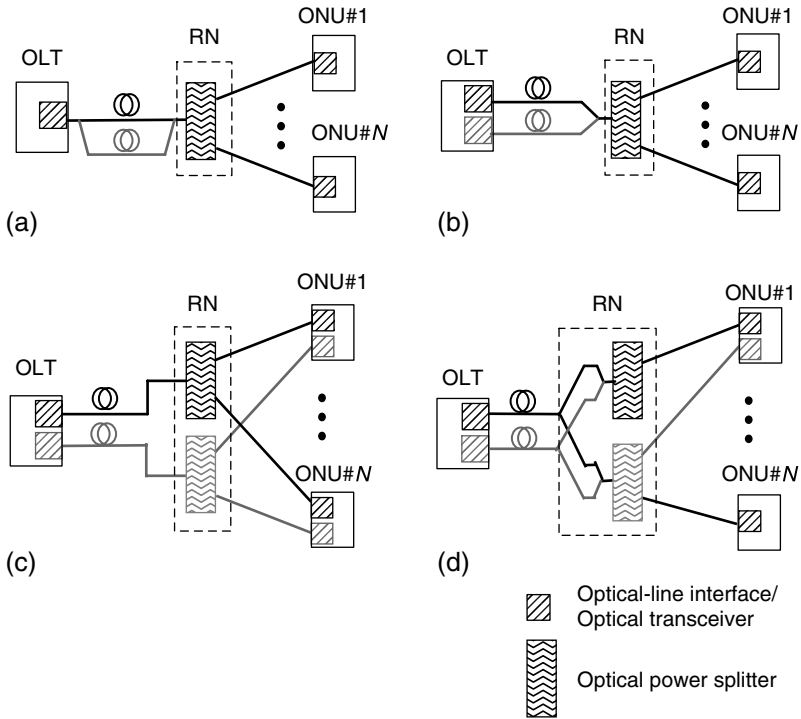 ONU#1
RN
OLT
ONU#N
(a)
ONU#1
RN
OLT
ONU#N
(b)
ONU#1
RN
OLT
ONU#N
(c)
ONU#1
RN
OLT
ONU#N
(d)
Optical-line interface/
Optical transceiver
Optical power splitter